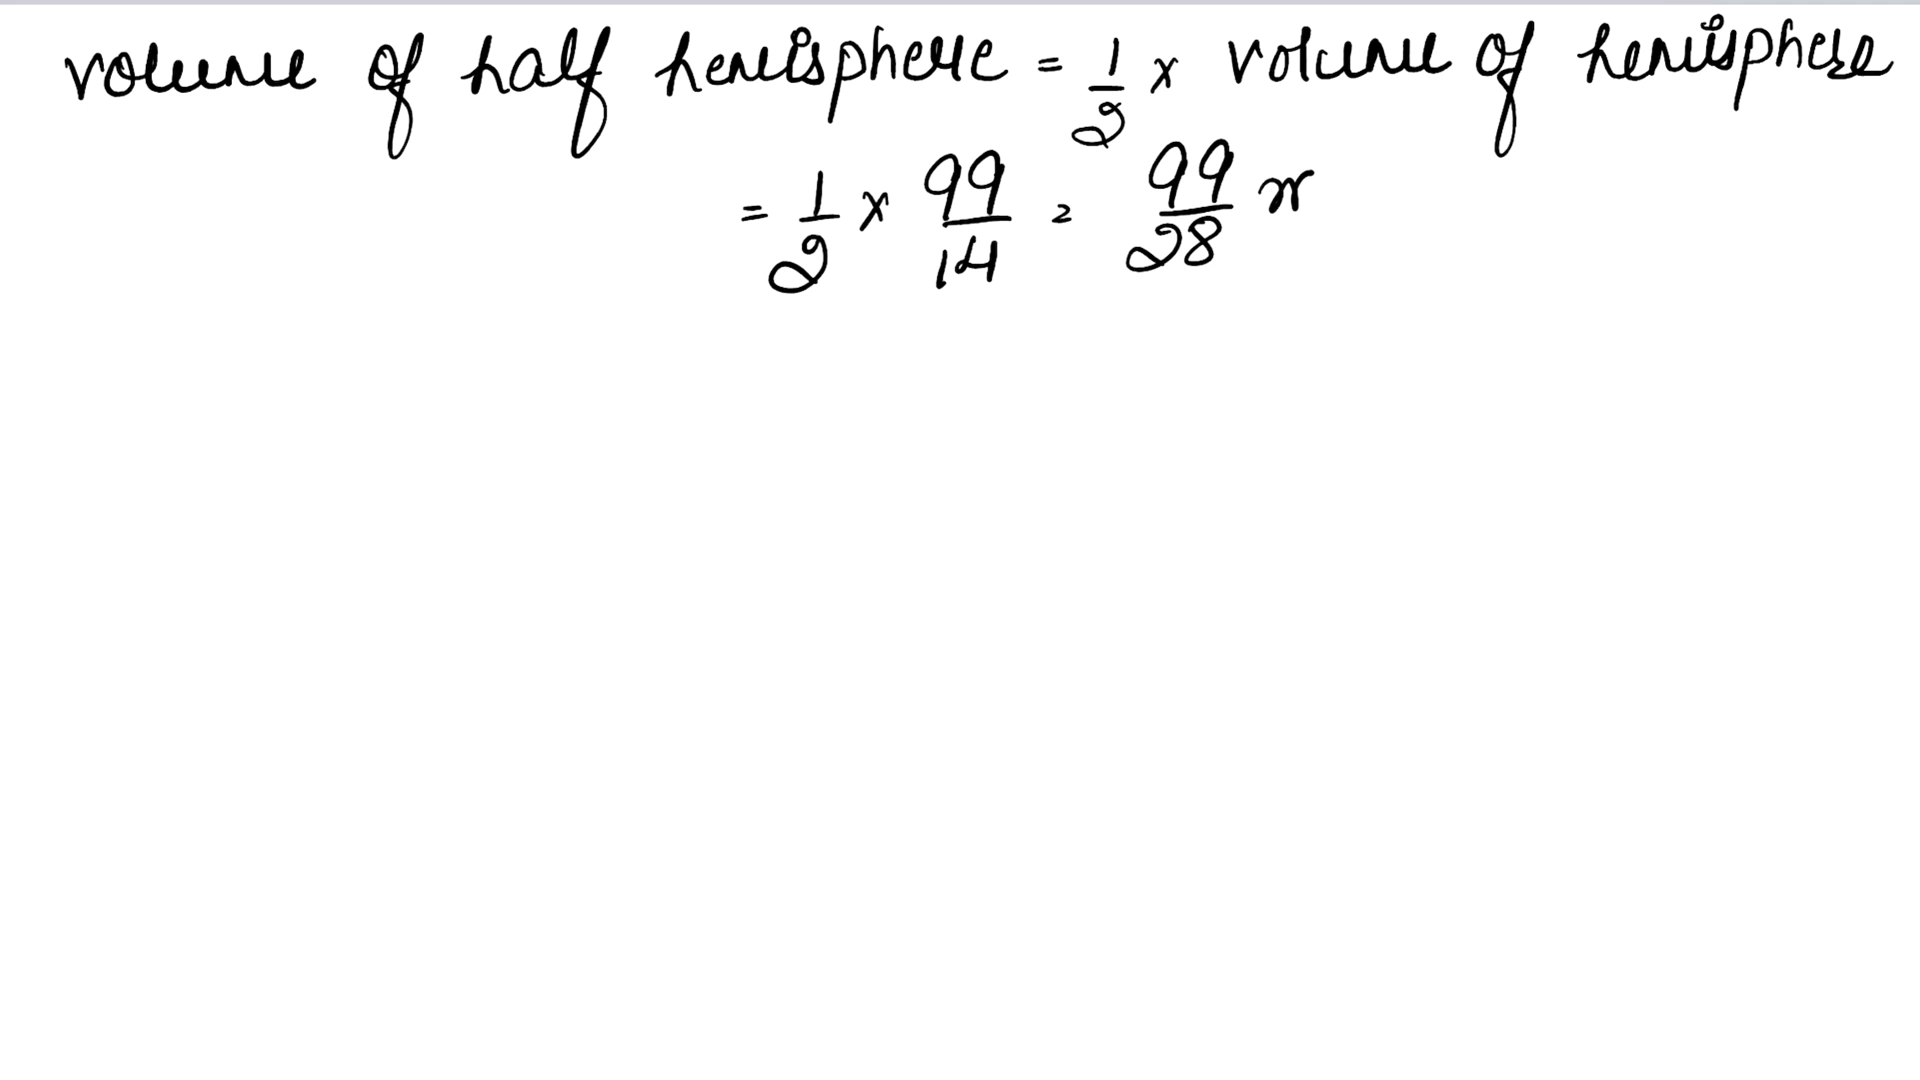 volume of half hemisphere = 1/2 x volume of hemisphere
= 1/2 x 99/14 = 99/28 π